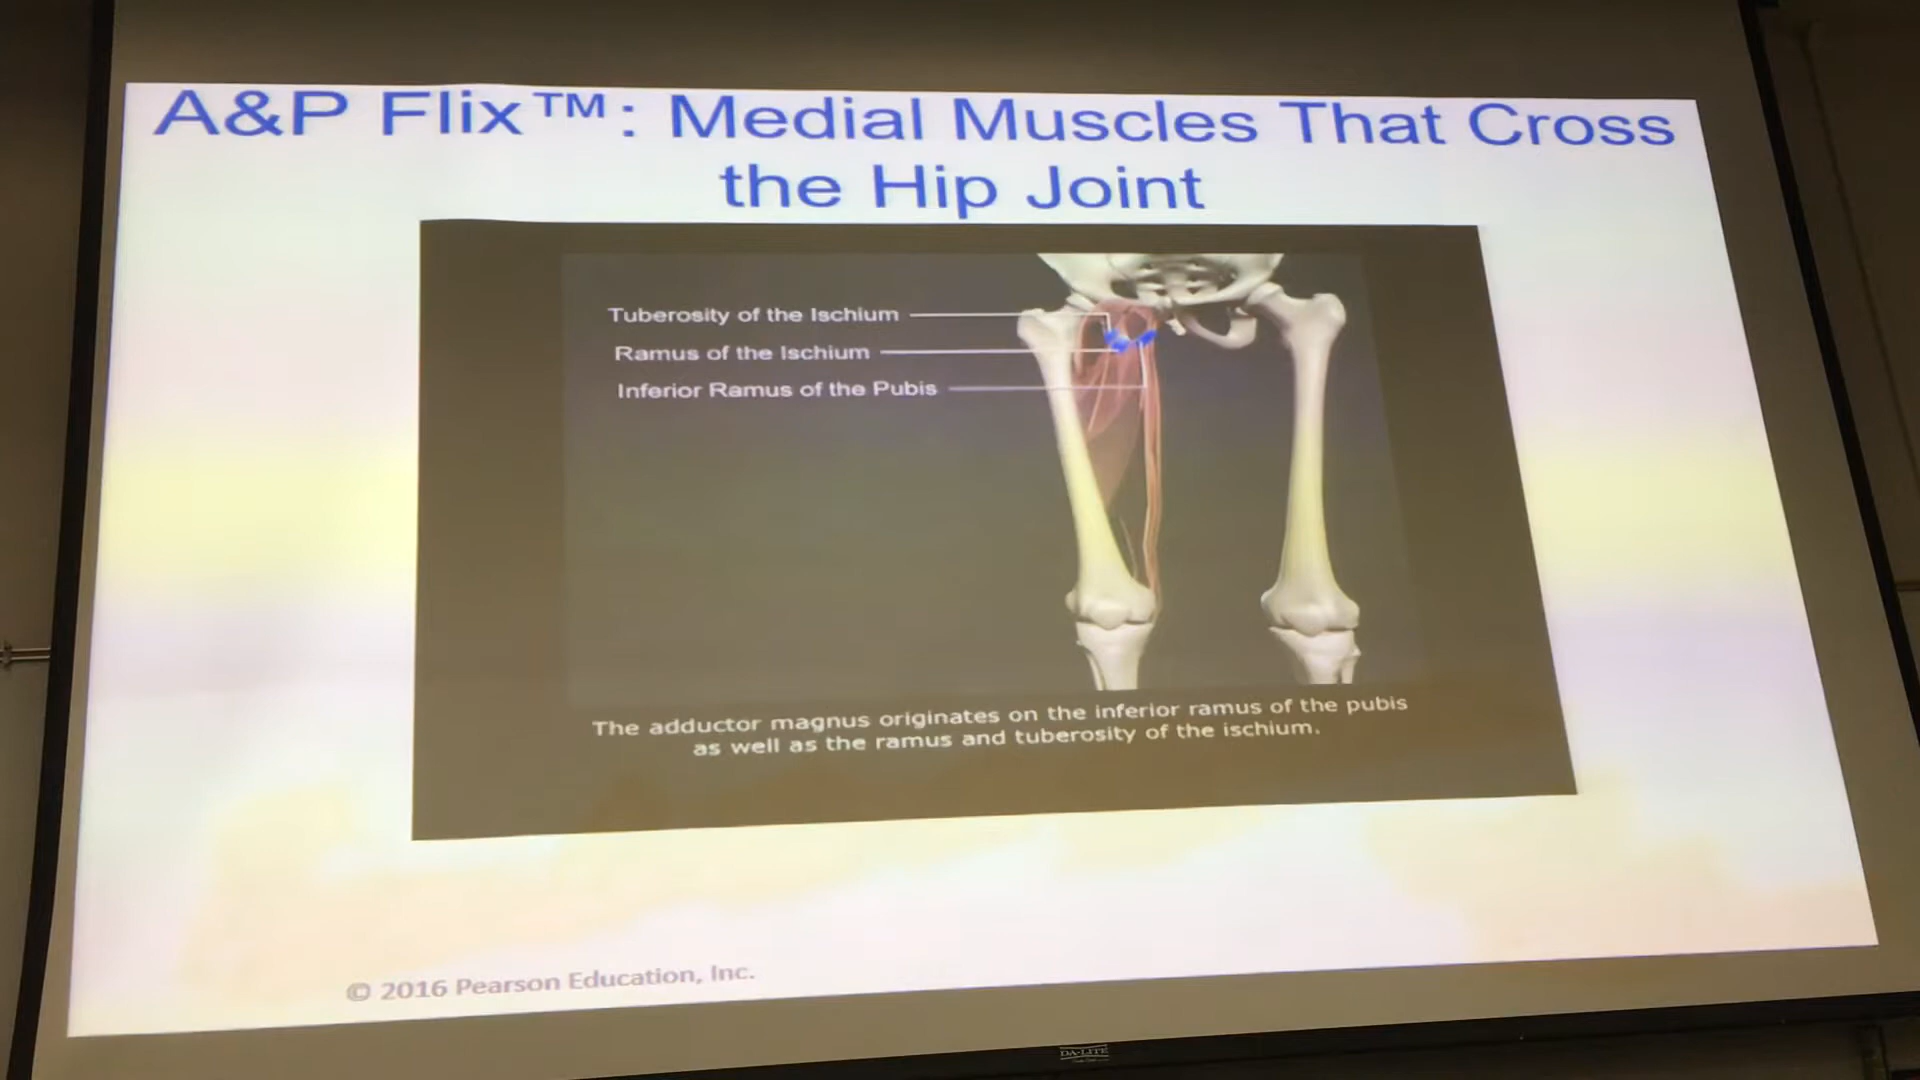 A&P Flix™: Medial Muscles That Cross
the Hip Joint
Tuberosity of the Ischium
Ramus of the Ischium
Inferior Ramus of the Pubis
The adductor magnus originates on the inferior ramus of the pubis
as well as the ramus and tuberosity of the ischium.
© 2016 Pearson Education, Inc.
DA-LITE